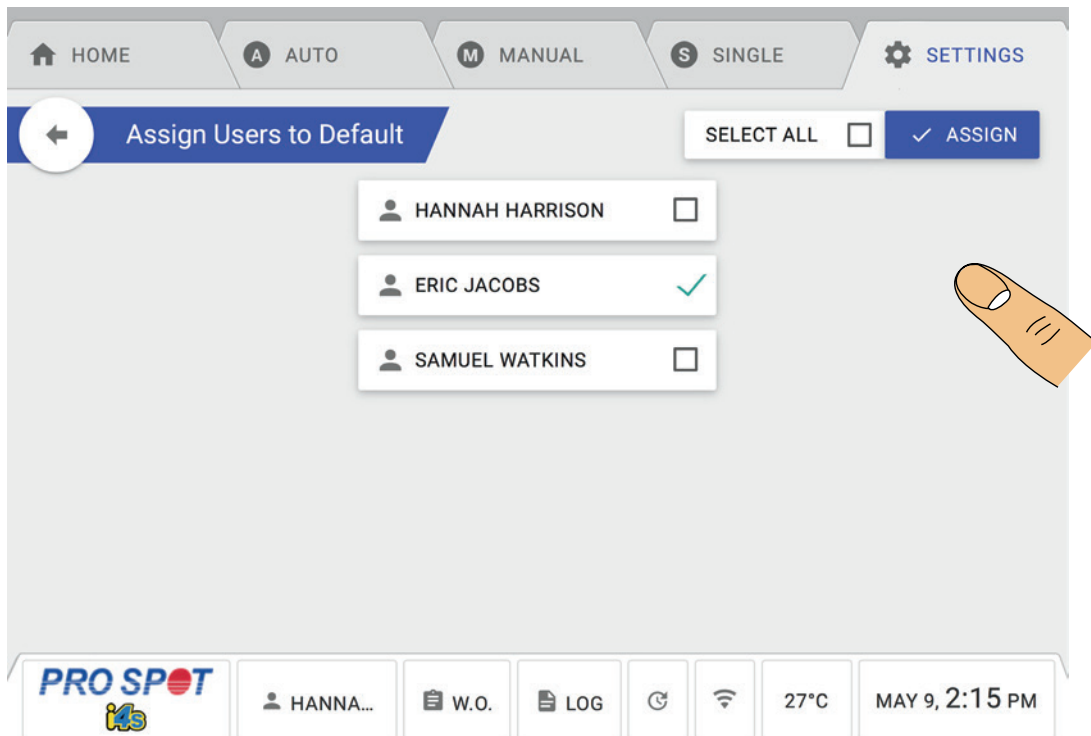 HOME A AUTO M MANUAL S SINGLE SETTINGS
Assign Users to Default SELECT ALL ASSIGN
HANNAH HARRISON
ERIC JACOBS
SAMUEL WATKINS
PRO SPOT
i4s
HANNA... W.O. LOG 27°C MAY 9, 2:15 PM